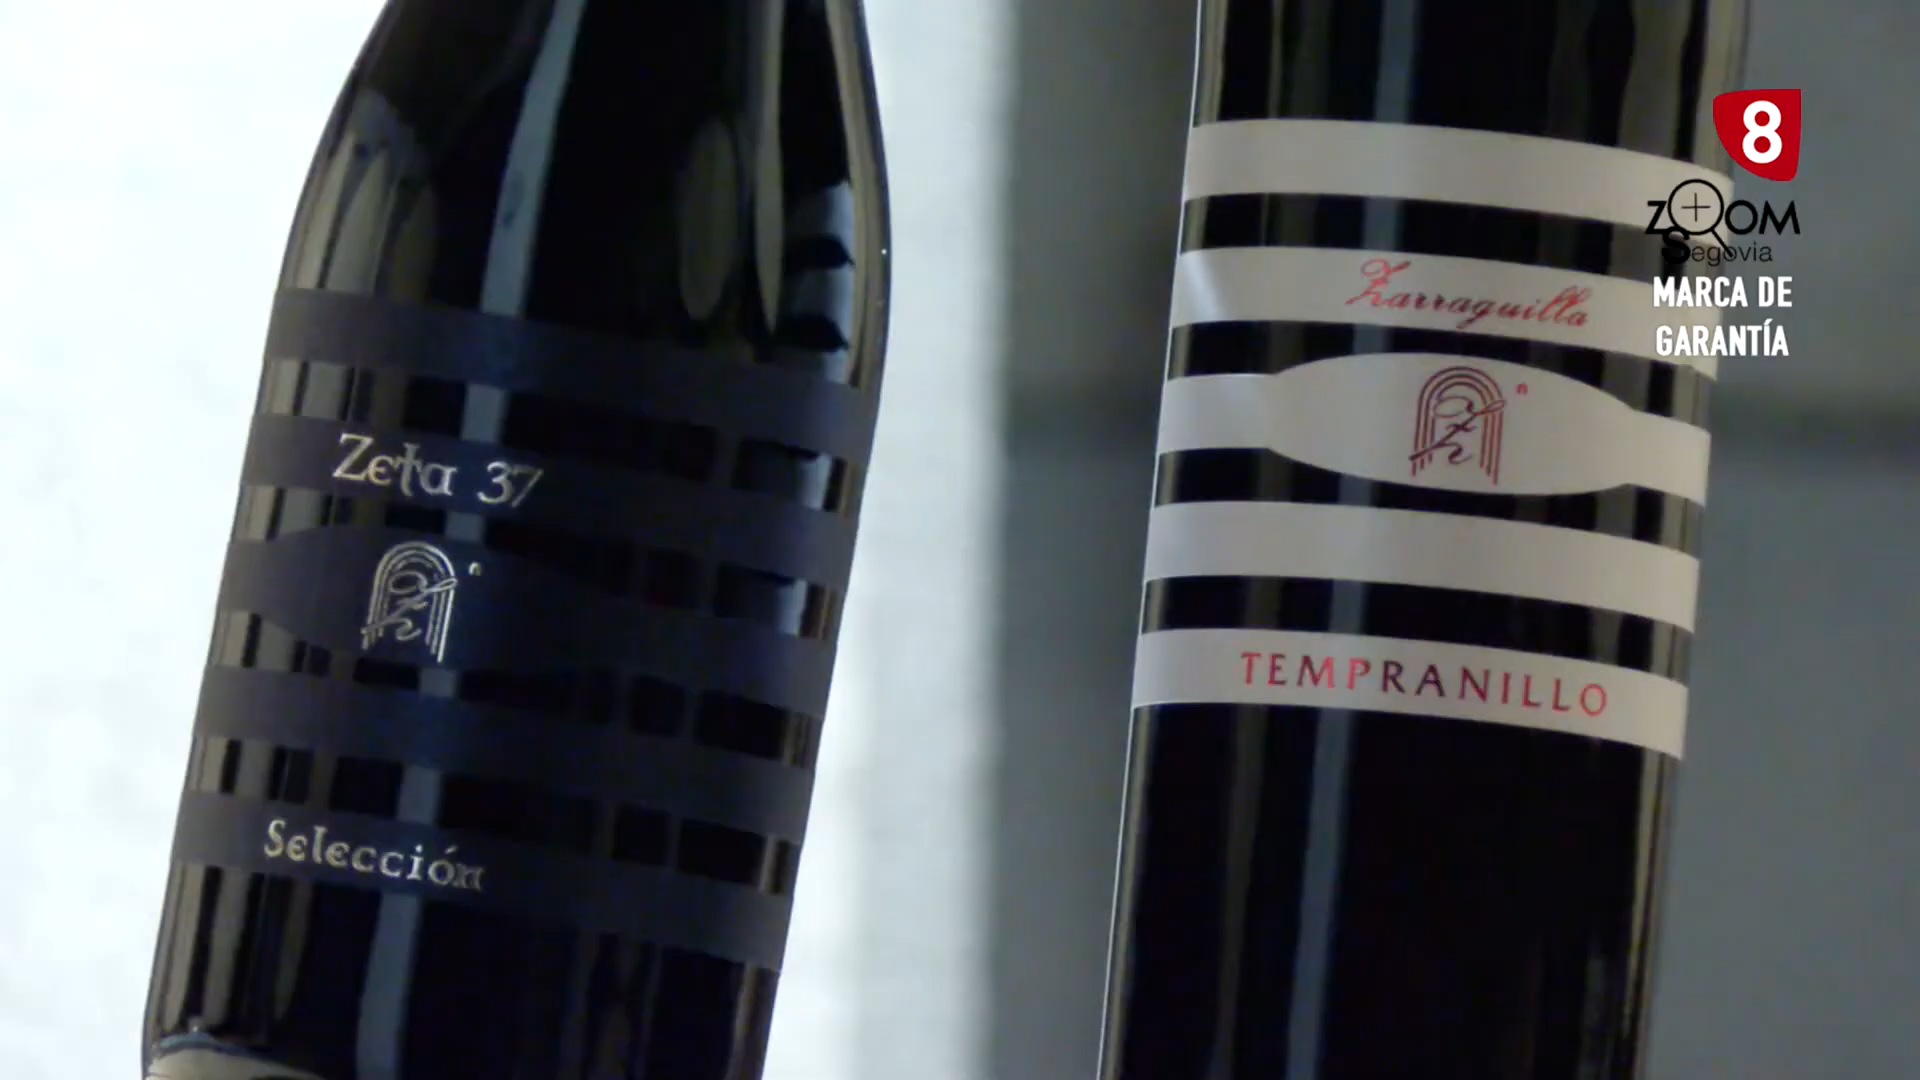 Zeta 37
Selección
Zarraguilla
TEMPRANILLO
8
ZOOM
Segovia
MARCA DE
GARANTÍA